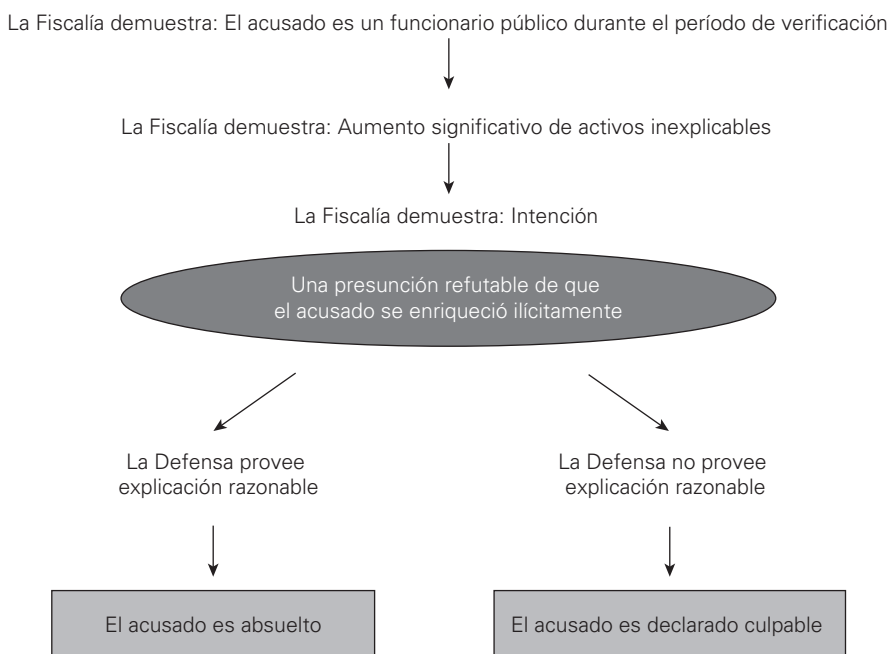 La Fiscalía demuestra: El acusado es un funcionario público durante el período de verificación
La Fiscalía demuestra: Aumento significativo de activos inexplicables
La Fiscalía demuestra: Intención
Una presunción refutable de que
el acusado se enriqueció ilícitamente
La Defensa provee
explicación razonable
La Defensa no provee
explicación razonable
El acusado es absuelto
El acusado es declarado culpable